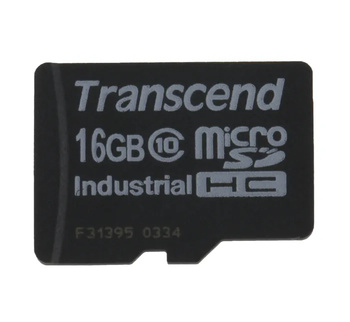 Transcend
16GB 10 micro SD
Industrial HC
F31395 0334